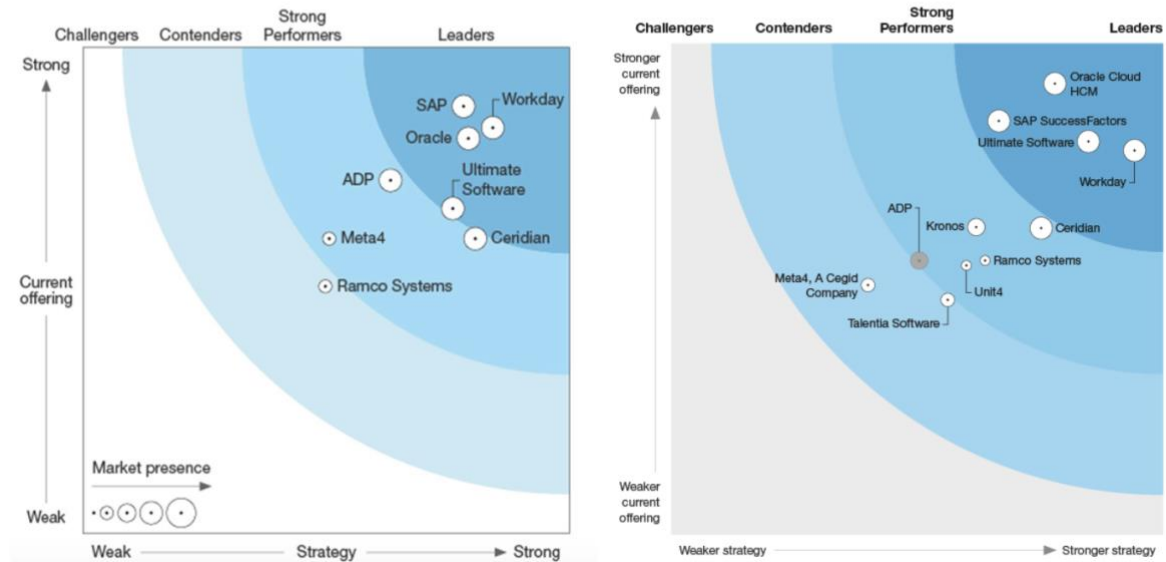 Challengers
Contenders
Strong
Performers
Leaders
Strong
SAP
Workday
Oracle
ADP
Ultimate
Software
Meta4
Ceridian
Ramco Systems
Current
offering
Market presence
Weak
Weak
Strategy
Strong
Challengers
Contenders
Strong
Performers
Leaders
Stronger
current
offering
Oracle Cloud
HCM
SAP SuccessFactors
Ultimate Software
Workday
ADP
Kronos
Ceridian
Ramco Systems
Meta4, A Cegid
Company
Unit4
Talentia Software
Weaker
current
offering
Weaker strategy
Stronger strategy